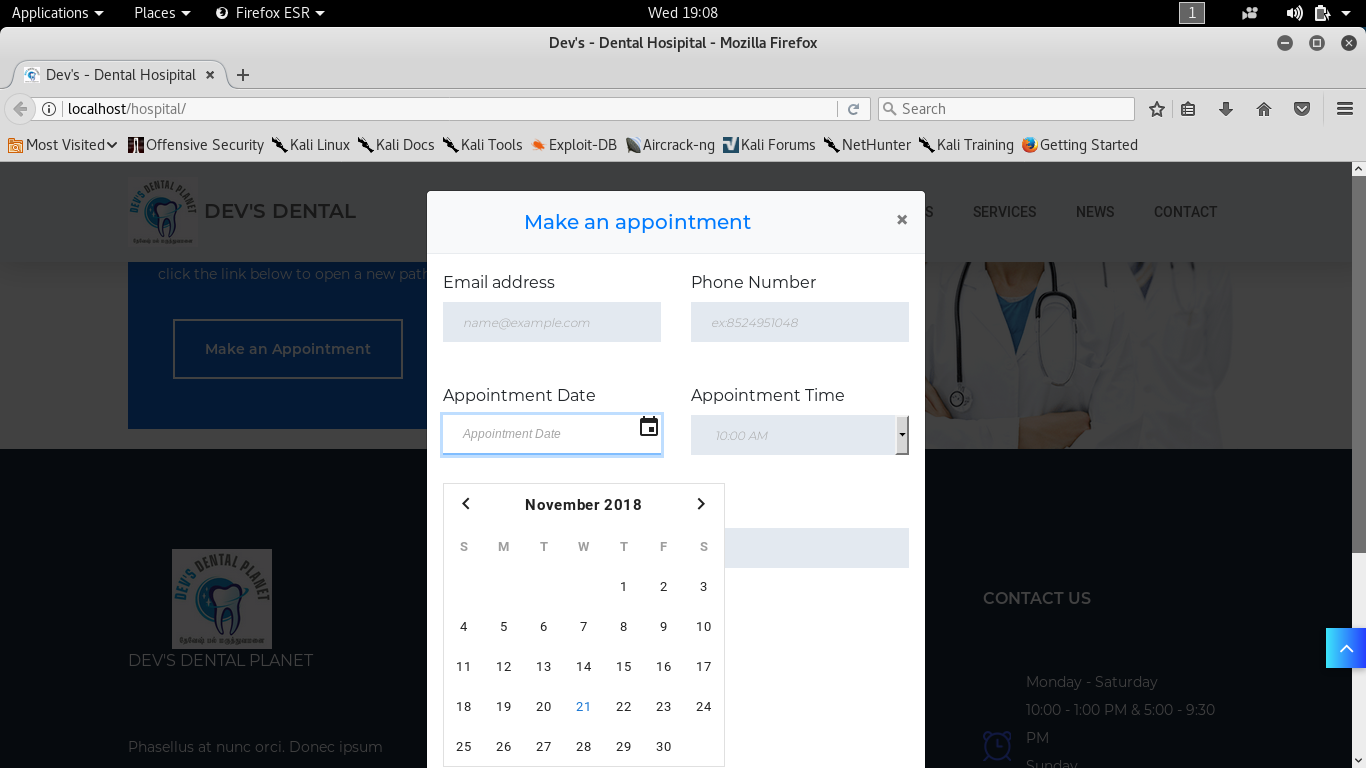 Applications Places Firefox ESR Wed 19:08 1
Dev's - Dental Hosipital - Mozilla Firefox
Dev's - Dental Hosipital × +
localhost/hospital/ Search
Most Visited Offensive Security Kali Linux Kali Docs Kali Tools Exploit-DB Aircrack-ng Kali Forums NetHunter Kali Training Getting Started
DEV'S DENTAL PLANET
DEV'S DENTAL
S SERVICES NEWS CONTACT
click the link below to open a new path
Make an Appointment
Make an appointment ×
Email address Phone Number
name@example.com ex:8524951048
Appointment Date Appointment Time
Appointment Date 10:00 AM
November 2018
S M T W T F S
1 2 3
4 5 6 7 8 9 10
11 12 13 14 15 16 17
18 19 20 21 22 23 24
25 26 27 28 29 30
DEV'S DENTAL PLANET
தேவ்ஸ் பல் மருத்துவமனை
DEV'S DENTAL PLANET
Phasellus at nunc orci. Donec ipsum
CONTACT US
Monday - Saturday
10:00 - 1:00 PM & 5:00 - 9:30
PM
Sunday